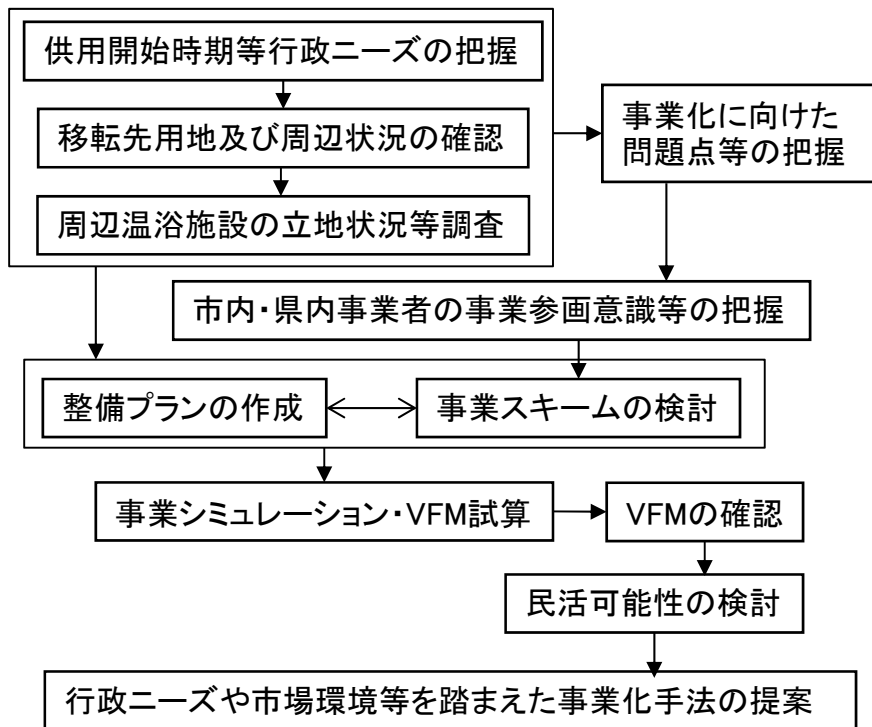 供用開始時期等行政ニーズの把握
移転先用地及び周辺状況の確認
周辺温浴施設の立地状況等調査
事業化に向けた
問題点等の把握
市内・県内事業者の事業参画意識等の把握
整備プランの作成
事業スキームの検討
事業シミュレーション・VFM試算
VFMの確認
民活可能性の検討
行政ニーズや市場環境等を踏まえた事業化手法の提案